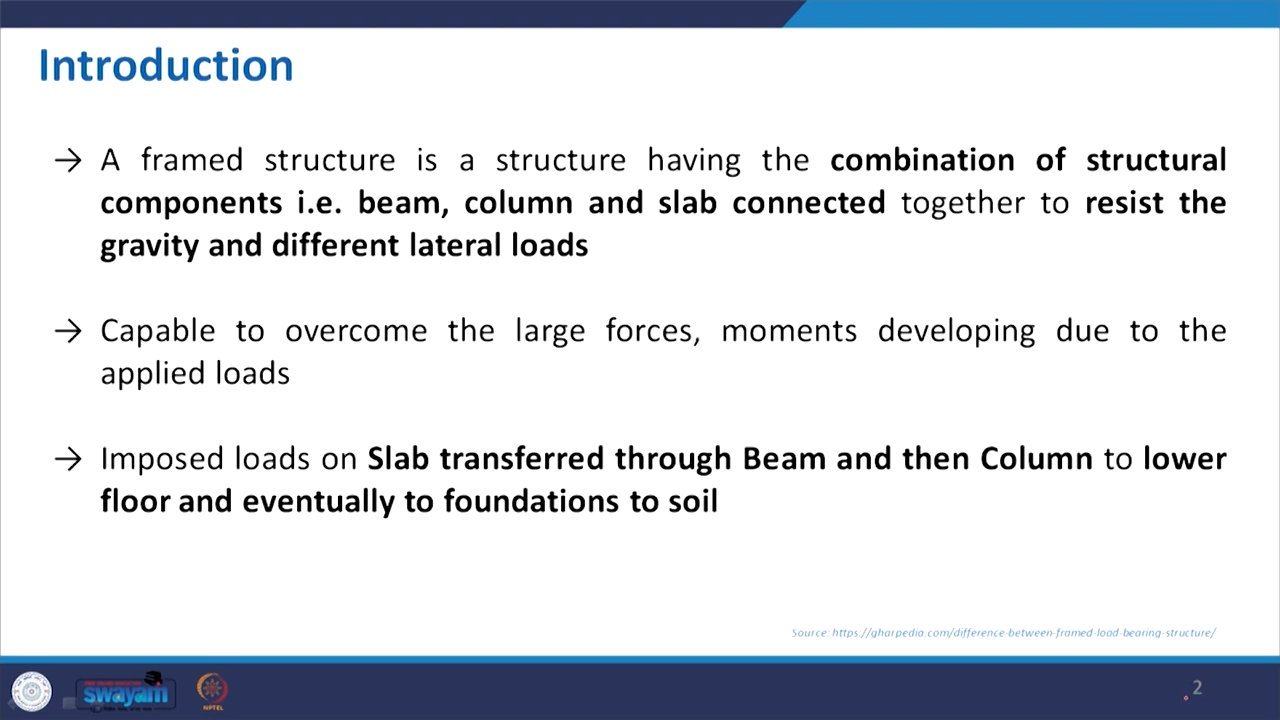 Introduction
→ A framed structure is a structure having the combination of structural
components i.e. beam, column and slab connected together to resist the
gravity and different lateral loads
→ Capable to overcome the large forces, moments developing due to the
applied loads
→ Imposed loads on Slab transferred through Beam and then Column to lower
floor and eventually to foundations to soil
Source: https://gharpedia.com/difference-between-framed-load-bearing-structure/
swayam
NPTEL
2